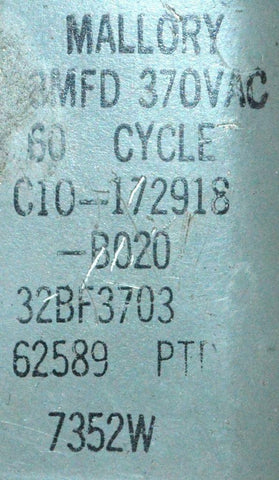 MALLORY
370VAC
60 CYCLE
C10-172918
-B020
32BF3703
62589
7352W